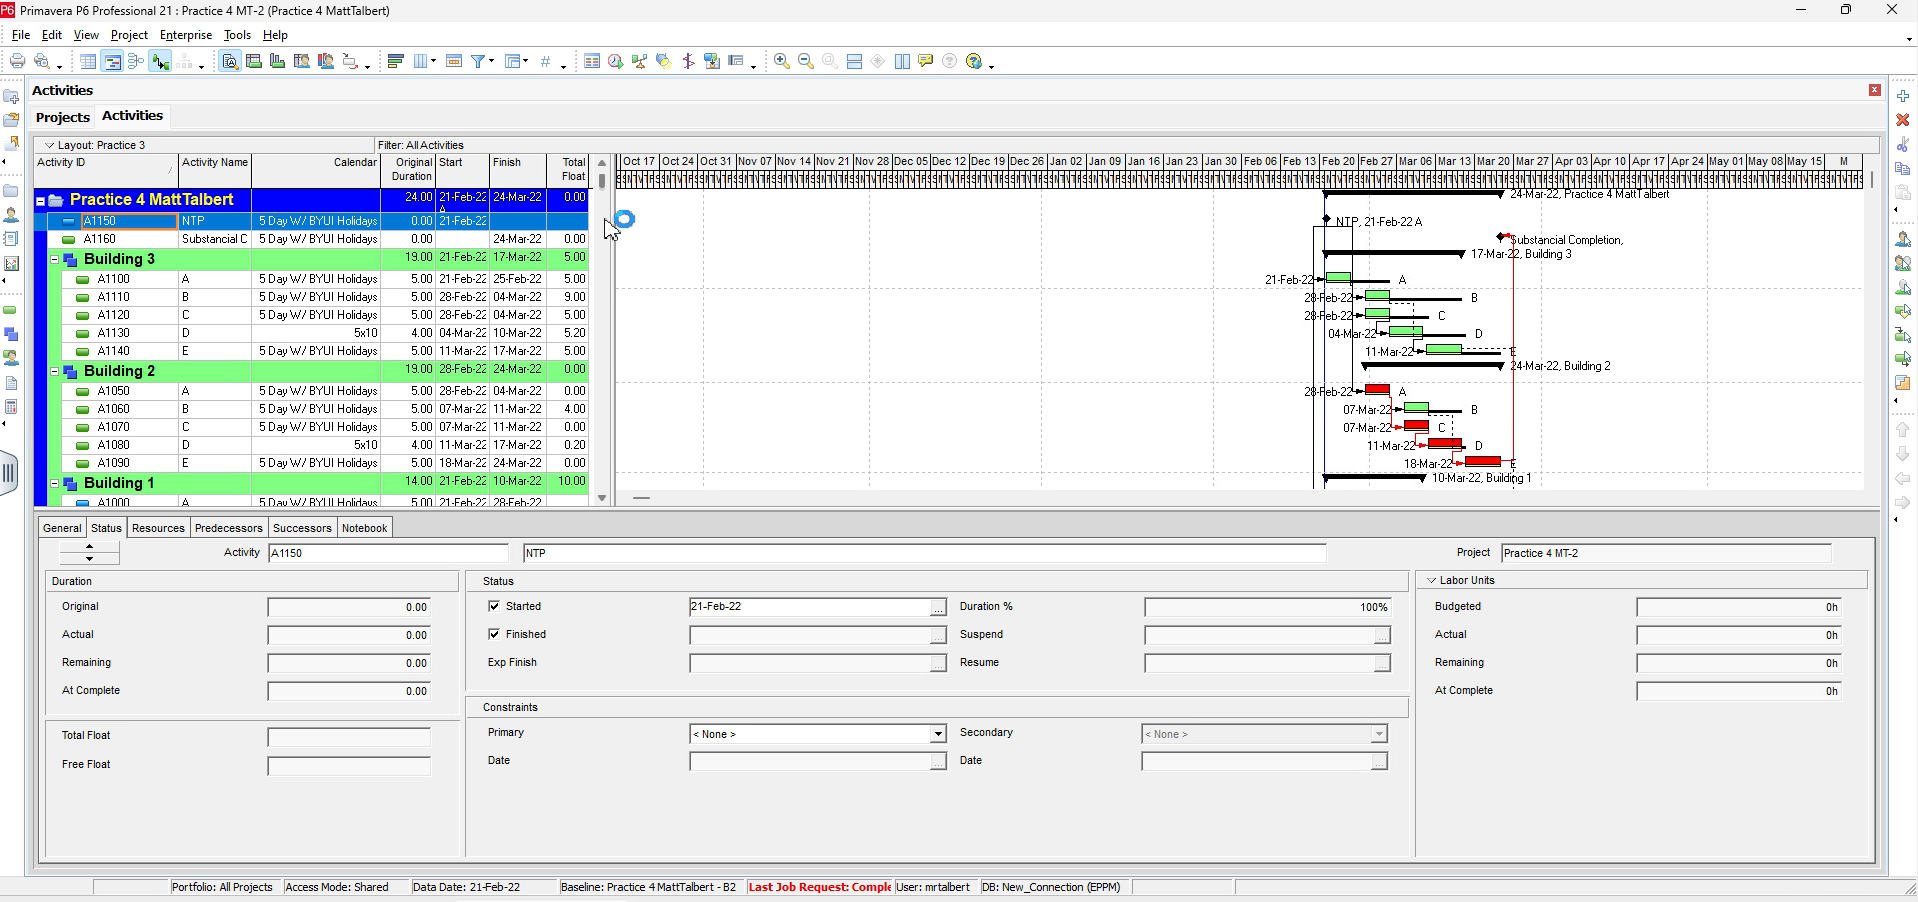 P6 Primavera P6 Professional 21 : Practice 4 MT-2 (Practice 4 MattTalbert)
File Edit View Project Enterprise Tools Help
Activities
Projects Activities
Layout: Practice 3 Filter: All Activities
Activity ID Activity Name Calendar Original Duration Start Finish Total Float
Oct 17 Oct 24 Oct 31 Nov 07 Nov 14 Nov 21 Nov 28 Dec 05 Dec 12 Dec 19 Dec 26 Jan 02 Jan 09 Jan 16 Jan 23 Jan 30 Feb 06 Feb 13 Feb 20 Feb 27 Mar 06 Mar 13 Mar 20 Mar 27 Apr 03 Apr 10 Apr 17 Apr 24 May 01 May 08 May 15 M
Practice 4 MattTalbert 24.00 21-Feb-22 A 24-Mar-22 0.00
A1150 NTP 5 Day W/ BYUI Holidays 0.00 21-Feb-22
A1160 Substancial C 5 Day W/ BYUI Holidays 0.00 24-Mar-22 0.00
Building 3 19.00 21-Feb-22 17-Mar-22 5.00
A1100 A 5 Day W/ BYUI Holidays 5.00 21-Feb-22 25-Feb-22 5.00
A1110 B 5 Day W/ BYUI Holidays 5.00 28-Feb-22 04-Mar-22 9.00
A1120 C 5 Day W/ BYUI Holidays 5.00 28-Feb-22 04-Mar-22 5.00
A1130 D 5x10 4.00 04-Mar-22 10-Mar-22 5.20
A1140 E 5 Day W/ BYUI Holidays 5.00 11-Mar-22 17-Mar-22 5.00
Building 2 19.00 28-Feb-22 24-Mar-22 0.00
A1050 A 5 Day W/ BYUI Holidays 5.00 28-Feb-22 04-Mar-22 0.00
A1060 B 5 Day W/ BYUI Holidays 5.00 07-Mar-22 11-Mar-22 4.00
A1070 C 5 Day W/ BYUI Holidays 5.00 07-Mar-22 11-Mar-22 0.00
A1080 D 5x10 4.00 11-Mar-22 17-Mar-22 0.20
A1090 E 5 Day W/ BYUI Holidays 5.00 18-Mar-22 24-Mar-22 0.00
Building 1 14.00 21-Feb-22 10-Mar-22 10.00
A1000 A 5 Day W/ BYUI Holidays 5.00 21-Feb-22 28-Feb-22
24-Mar-22, Practice 4 MattTalbert
NTP, 21-Feb-22 A
Substancial Completion,
17-Mar-22, Building 3
21-Feb-22 A
28-Feb-22 B
28-Feb-22 C
04-Mar-22 D
11-Mar-22 E
24-Mar-22, Building 2
28-Feb-22 A
07-Mar-22 B
07-Mar-22 C
11-Mar-22 D
18-Mar-22 E
10-Mar-22, Building 1
General Status Resources Predecessors Successors Notebook
Activity A1150 NTP Project Practice 4 MT-2
Duration Status Labor Units
Original 0.00 Started 21-Feb-22 Duration % 100% Budgeted 0h
Actual 0.00 Finished Suspend Actual 0h
Remaining 0.00 Exp Finish Resume Remaining 0h
At Complete 0.00 At Complete 0h
Constraints
Total Float Primary < None > Secondary < None >
Free Float Date Date
Portfolio: All Projects Access Mode: Shared Data Date: 21-Feb-22 Baseline: Practice 4 MattTalbert - B2 Last Job Request: Comple User: mrtalbert DB: New_Connection (EPPM)